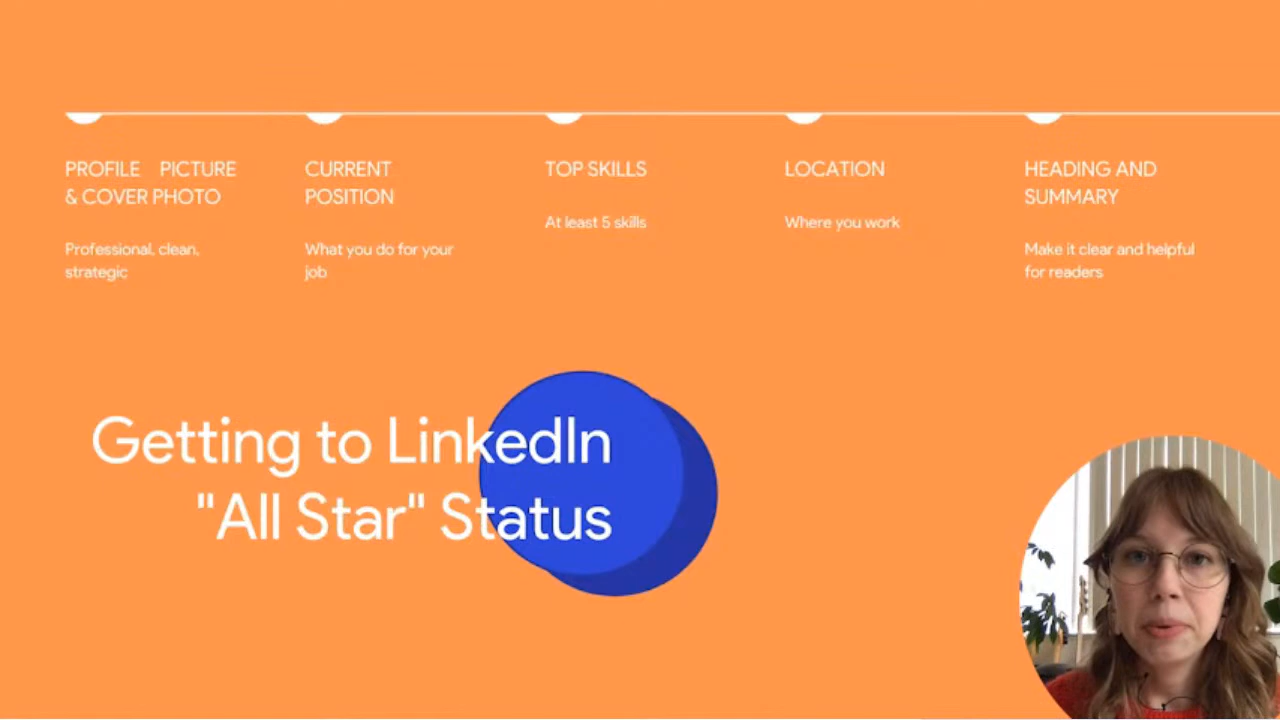 PROFILE PICTURE
& COVER PHOTO
Professional, clean,
strategic
CURRENT
POSITION
What you do for your
job
TOP SKILLS
At least 5 skills
LOCATION
Where you work
HEADING AND
SUMMARY
Make it clear and helpful
for readers
Getting to LinkedIn
"All Star" Status